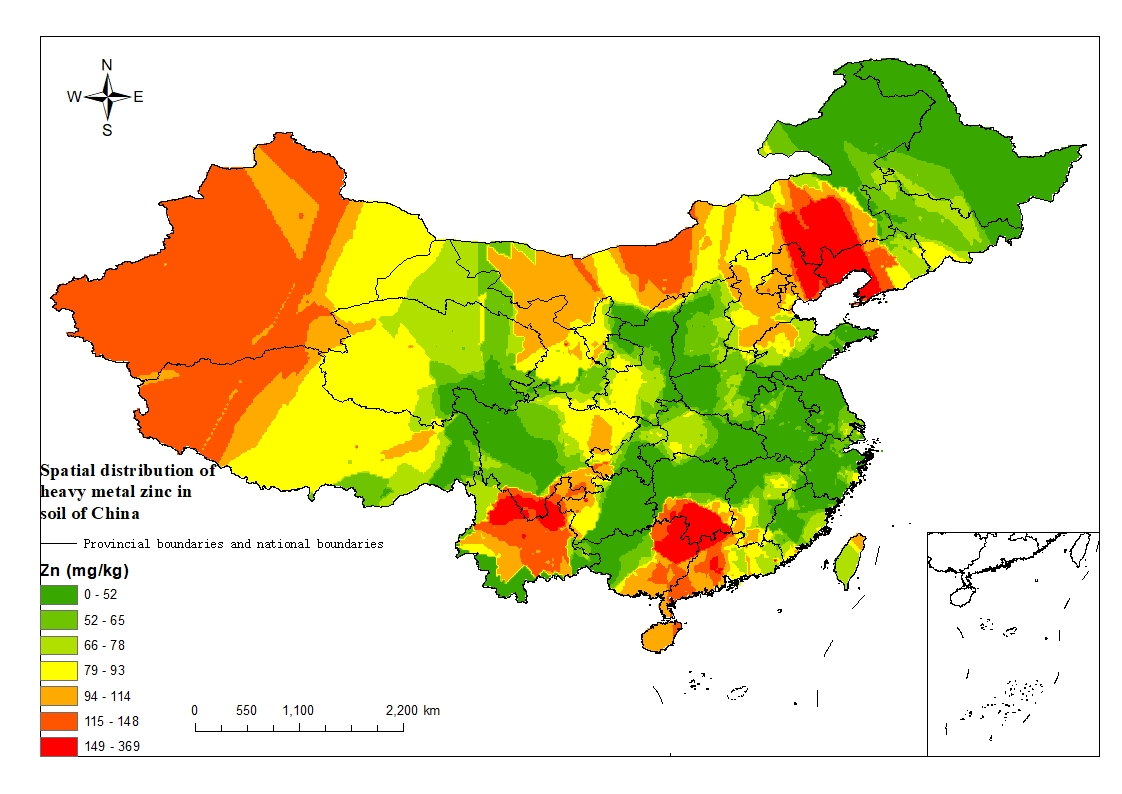 N
W E
S
Spatial distribution of
heavy metal zinc in
soil of China
Provincial boundaries and national boundaries
Zn (mg/kg)
0 - 52
52 - 65
66 - 78
79 - 93
94 - 114
115 - 148
149 - 369
0 550 1,100 2,200 km